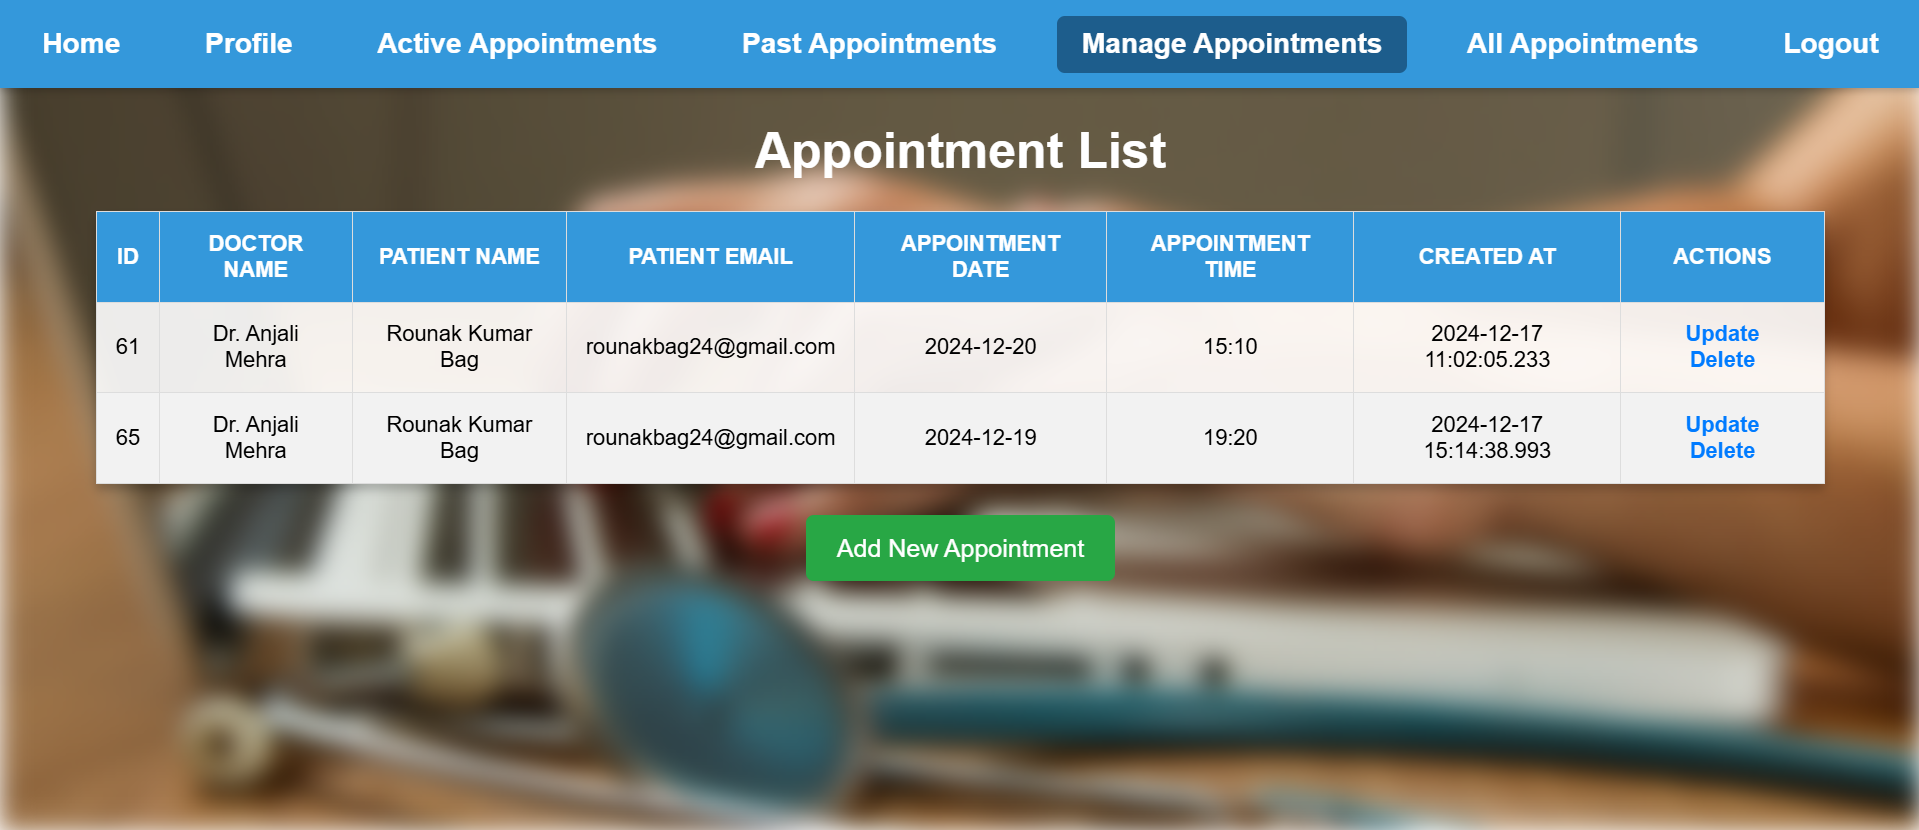 Home Profile Active Appointments Past Appointments Manage Appointments All Appointments Logout
Appointment List
ID DOCTOR NAME PATIENT NAME PATIENT EMAIL APPOINTMENT DATE APPOINTMENT TIME CREATED AT ACTIONS
61 Dr. Anjali Mehra Rounak Kumar Bag rounakbag24@gmail.com 2024-12-20 15:10 2024-12-17 11:02:05.233 Update Delete
65 Dr. Anjali Mehra Rounak Kumar Bag rounakbag24@gmail.com 2024-12-19 19:20 2024-12-17 15:14:38.993 Update Delete
Add New Appointment